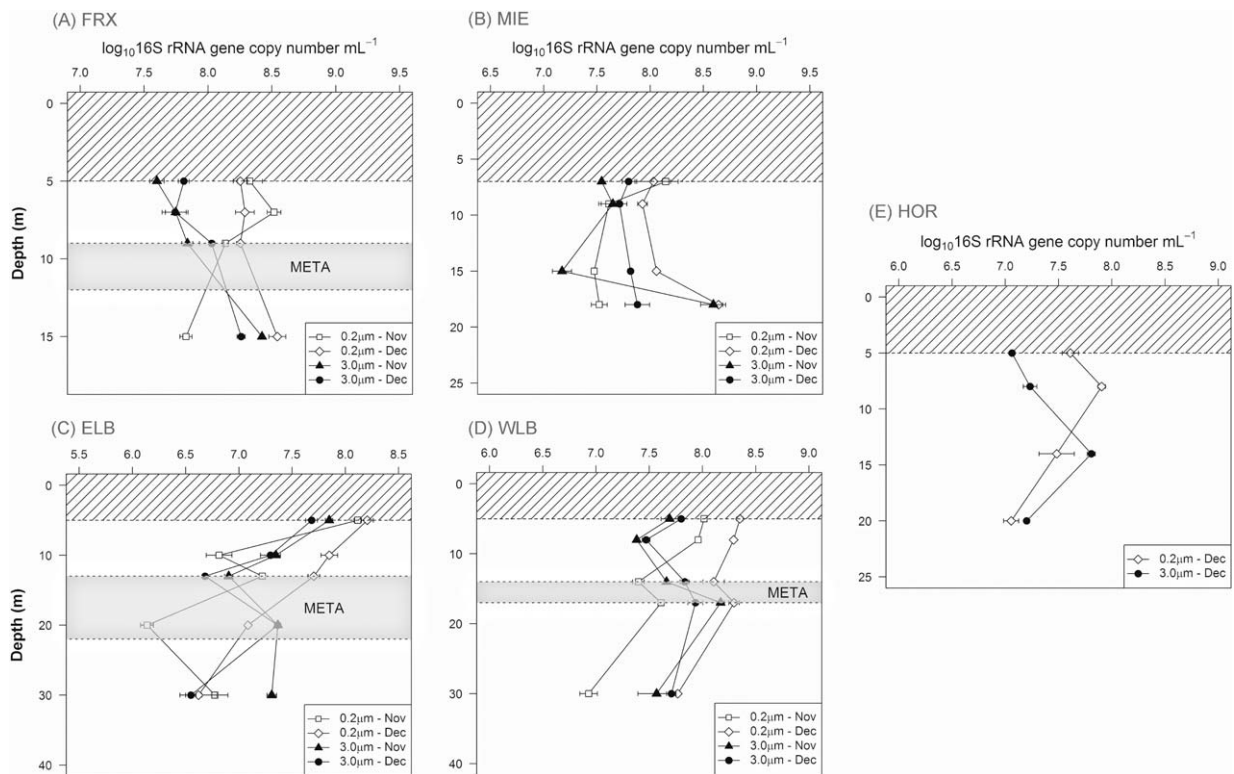 (A) FRX
log₁₀16S rRNA gene copy number mL⁻¹
7.0 7.5 8.0 8.5 9.0 9.5
0
5
10
15
Depth (m)
META
0.2μm - Nov
0.2μm - Dec
3.0μm - Nov
3.0μm - Dec
(B) MIE
log₁₀16S rRNA gene copy number mL⁻¹
6.5 7.0 7.5 8.0 8.5 9.0 9.5
0
5
10
15
20
25
0.2μm - Nov
0.2μm - Dec
3.0μm - Nov
3.0μm - Dec
(C) ELB
5.5 6.0 6.5 7.0 7.5 8.0 8.5
0
10
20
30
40
Depth (m)
META
0.2μm - Nov
0.2μm - Dec
3.0μm - Nov
3.0μm - Dec
(D) WLB
6.0 6.5 7.0 7.5 8.0 8.5 9.0
0
10
20
30
40
META
0.2μm - Nov
0.2μm - Dec
3.0μm - Nov
3.0μm - Dec
(E) HOR
log₁₀16S rRNA gene copy number mL⁻¹
6.0 6.5 7.0 7.5 8.0 8.5 9.0
0
5
10
15
20
25
0.2μm - Dec
3.0μm - Dec